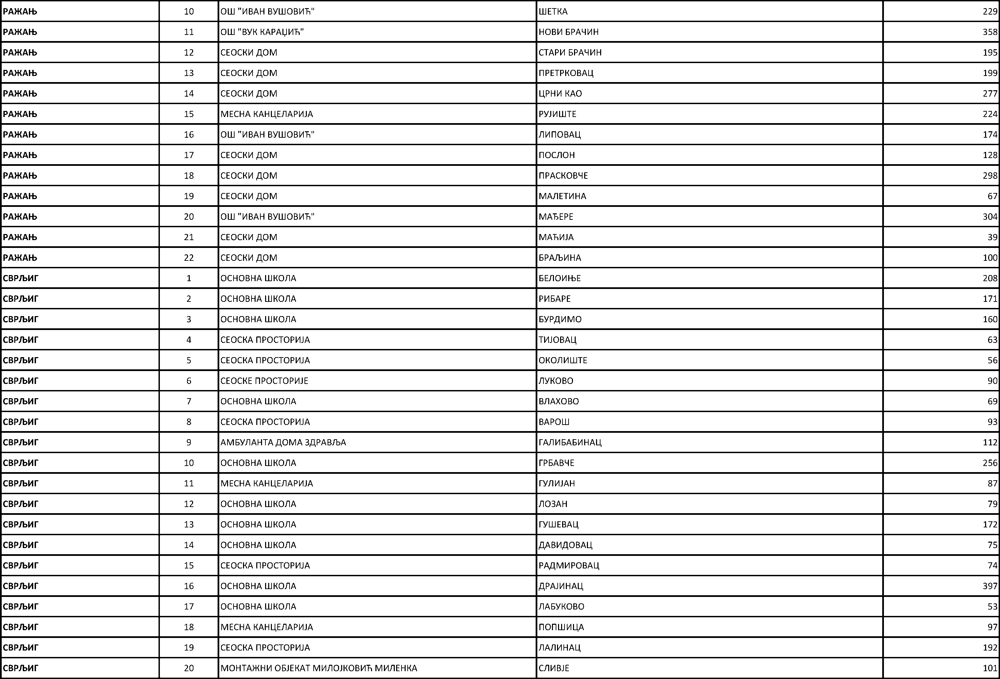 РАЖАЊ 10 ОШ "ИВАН ВУШОВИЋ" ШЕТКА 229
РАЖАЊ 11 ОШ "ВУК КАРАЏИЋ" НОВИ БРАЧИН 358
РАЖАЊ 12 СЕОСКИ ДОМ СТАРИ БРАЧИН 195
РАЖАЊ 13 СЕОСКИ ДОМ ПРЕТРКОВАЦ 199
РАЖАЊ 14 СЕОСКИ ДОМ ЦРНИ КАО 277
РАЖАЊ 15 МЕСНА КАНЦЕЛАРИЈА РУЈИШТЕ 224
РАЖАЊ 16 ОШ "ИВАН ВУШОВИЋ" ЛИПОВАЦ 174
РАЖАЊ 17 СЕОСКИ ДОМ ПОСЛОН 128
РАЖАЊ 18 СЕОСКИ ДОМ ПРАСКОВЧЕ 298
РАЖАЊ 19 СЕОСКИ ДОМ МАЛЕТИНА 67
РАЖАЊ 20 ОШ "ИВАН ВУШОВИЋ" МАЂЕРЕ 304
РАЖАЊ 21 СЕОСКИ ДОМ МАЋИЈА 39
РАЖАЊ 22 СЕОСКИ ДОМ БРАЉИНА 100
СВРЉИГ 1 ОСНОВНА ШКОЛА БЕЛОИЊЕ 208
СВРЉИГ 2 ОСНОВНА ШКОЛА РИБАРЕ 171
СВРЉИГ 3 ОСНОВНА ШКОЛА БУРДИМО 160
СВРЉИГ 4 СЕОСКА ПРОСТОРИЈА ТИЈОВАЦ 63
СВРЉИГ 5 СЕОСКА ПРОСТОРИЈА ОКОЛИШТЕ 56
СВРЉИГ 6 СЕОСКЕ ПРОСТОРИЈЕ ЛУКОВО 90
СВРЉИГ 7 ОСНОВНА ШКОЛА ВЛАХОВО 69
СВРЉИГ 8 СЕОСКА ПРОСТОРИЈА ВАРОШ 93
СВРЉИГ 9 АМБУЛАНТА ДОМА ЗДРАВЉА ГАЛИБАБИНАЦ 112
СВРЉИГ 10 ОСНОВНА ШКОЛА ГРБАВЧЕ 256
СВРЉИГ 11 МЕСНА КАНЦЕЛАРИЈА ГУЛИЈАН 87
СВРЉИГ 12 ОСНОВНА ШКОЛА ЛОЗАН 79
СВРЉИГ 13 ОСНОВНА ШКОЛА ГУШЕВАЦ 172
СВРЉИГ 14 ОСНОВНА ШКОЛА ДАВИДОВАЦ 75
СВРЉИГ 15 СЕОСКА ПРОСТОРИЈА РАДМИРОВАЦ 74
СВРЉИГ 16 ОСНОВНА ШКОЛА ДРАЈИНАЦ 397
СВРЉИГ 17 ОСНОВНА ШКОЛА ЛАБУКОВО 53
СВРЉИГ 18 МЕСНА КАНЦЕЛАРИЈА ПОПШИЦА 97
СВРЉИГ 19 СЕОСКА ПРОСТОРИЈА ЛАЛИНАЦ 192
СВРЉИГ 20 МОНТАЖНИ ОБЈЕКАТ МИЛОЈКОВИЋ МИЛЕНКА СЛИВЈЕ 101